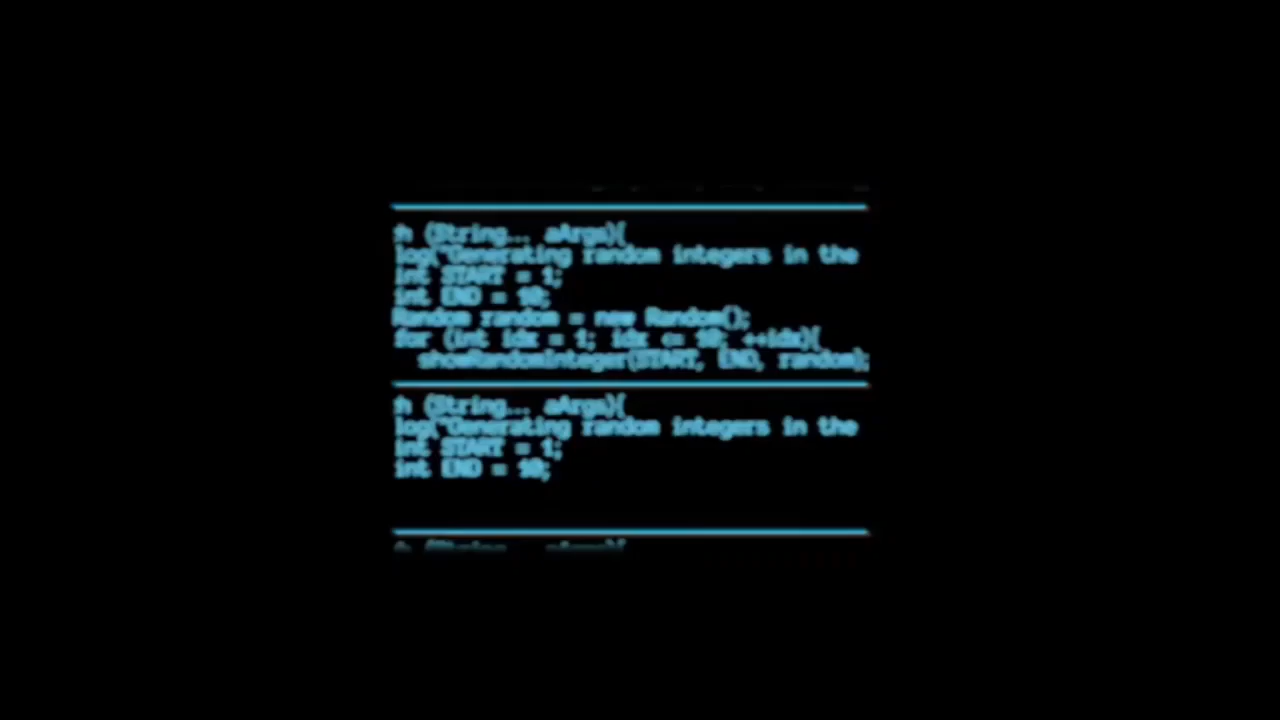 (String... aArgs){
log("Generating random integers in the
int START = 1;
int END = 10;
Random random = new Random();
for (int idx = 1; idx <= 10; ++idx){
showRandomInteger(START, END, random);
(String... aArgs){
log("Generating random integers in the
int START = 1;
int END = 10;